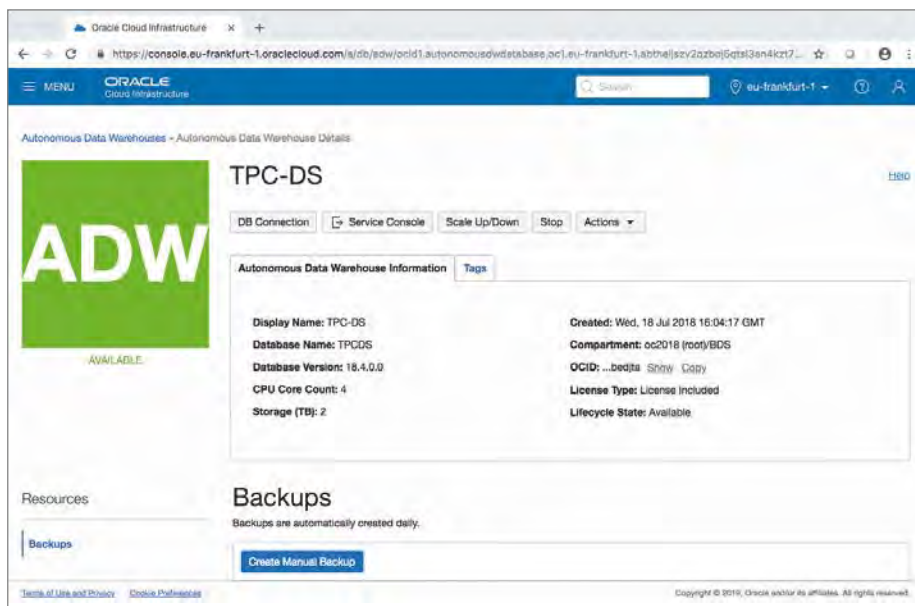 Oracle Cloud Infrastructure
https://console.eu-frankfurt-1.oraclecloud.com/a/db/adw/ocid1.autonomousdwdatabase.oc1.eu-frankfurt-1
MENU
ORACLE
Cloud Infrastructure
Search
eu-frankfurt-1
Autonomous Data Warehouses » Autonomous Data Warehouse Details
ADW
AVAILABLE
TPC-DS
Help
DB Connection
Service Console
Scale Up/Down
Stop
Actions
Autonomous Data Warehouse Information
Tags
Display Name: TPC-DS
Database Name: TPCDS
Database Version: 18.4.0.0
CPU Core Count: 4
Storage (TB): 2
Created: Wed, 18 Jul 2018 16:04:17 GMT
Compartment: oc2018 (root)/BDS
OCID: ...bedjta Show Copy
License Type: License Included
Lifecycle State: Available
Resources
Backups
Backups
Backups are automatically created daily.
Create Manual Backup
Terms of Use and Privacy
Cookie Preferences
Copyright © 2019, Oracle and/or its affiliates. All rights reserved.